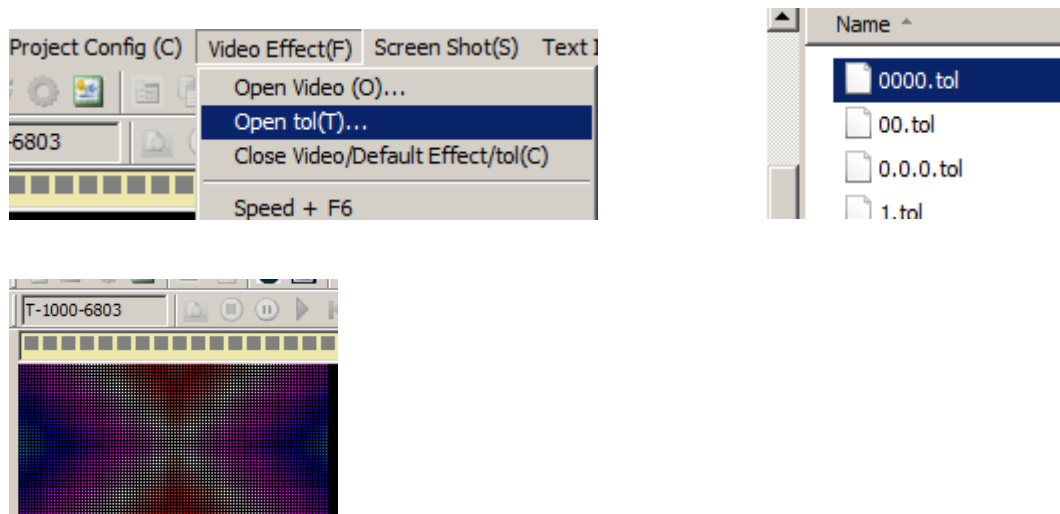 Project Config (C) Video Effect(F) Screen Shot(S) Text
Open Video (O)...
Open tol(T)...
-6803
Close Video/Default Effect/tol(C)
Speed + F6
Name
0000.tol
00.tol
0.0.0.tol
1.tol
T-1000-6803